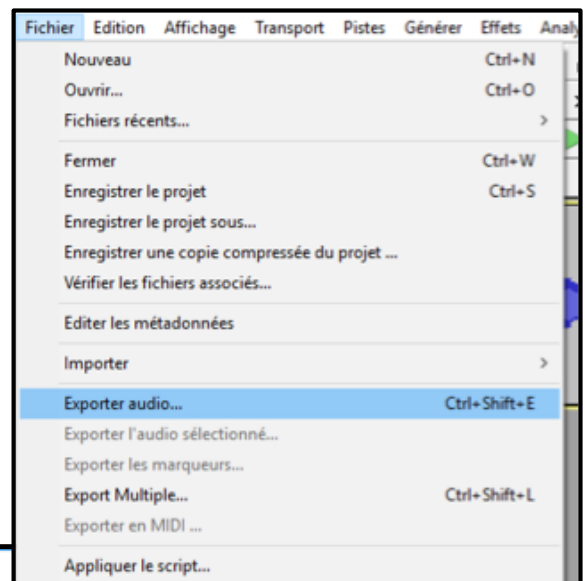 Fichier Edition Affichage Transport Pistes Générer Effets Analy
Nouveau Ctrl+N
Ouvrir... Ctrl+O
Fichiers récents... >
Fermer Ctrl+W
Enregistrer le projet Ctrl+S
Enregistrer le projet sous...
Enregistrer une copie compressée du projet ...
Vérifier les fichiers associés...
Editer les métadonnées
Importer >
Exporter audio... Ctrl+Shift+E
Exporter l'audio sélectionné...
Exporter les marqueurs...
Export Multiple... Ctrl+Shift+L
Exporter en MIDI ...
Appliquer le script...